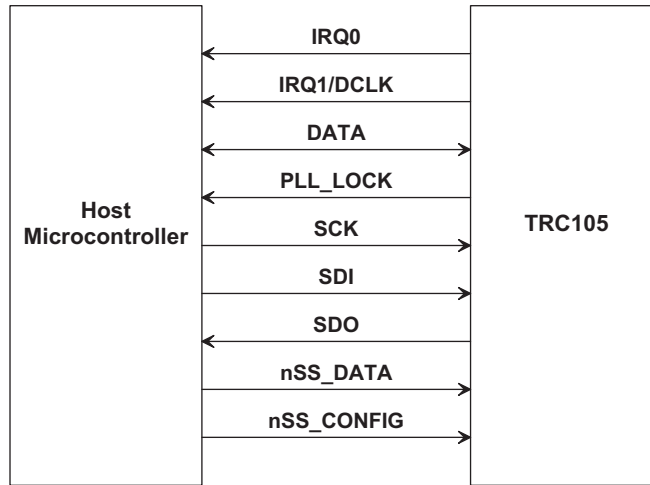 IRQ0
IRQ1/DCLK
DATA
PLL_LOCK
Host
Microcontroller
TRC105
SCK
SDI
SDO
nSS_DATA
nSS_CONFIG